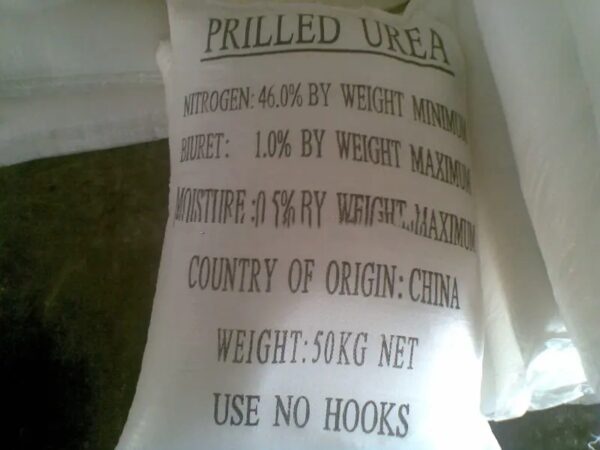 PRILLED UREA
NITROGEN: 46.0% BY WEIGHT MINIMUM
BIURET: 1.0% BY WEIGHT MAXIMUM
MOISTURE :0.5% BY WEIGHT MAXIMUM
COUNTRY OF ORIGIN: CHINA
WEIGHT: 50KG NET
USE NO HOOKS